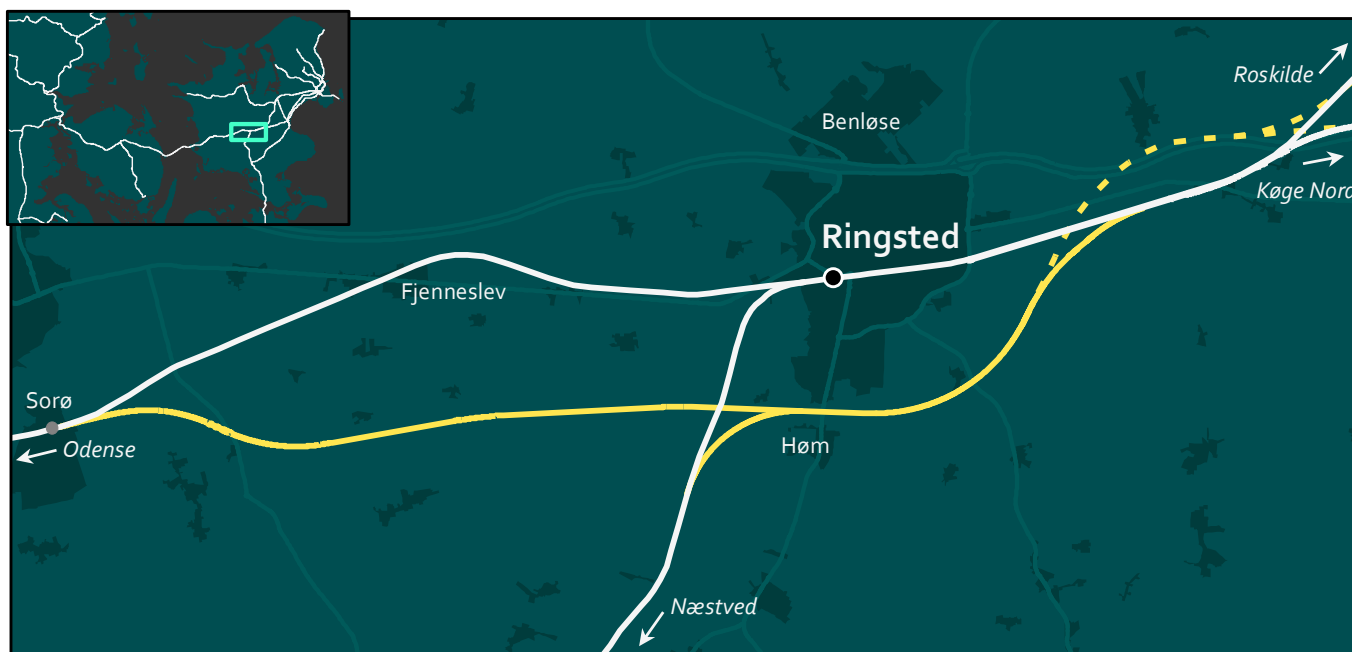 Roskilde
Benløse
Køge Nord
Ringsted
Fjenneslev
Sorø
Odense
Høm
Næstved